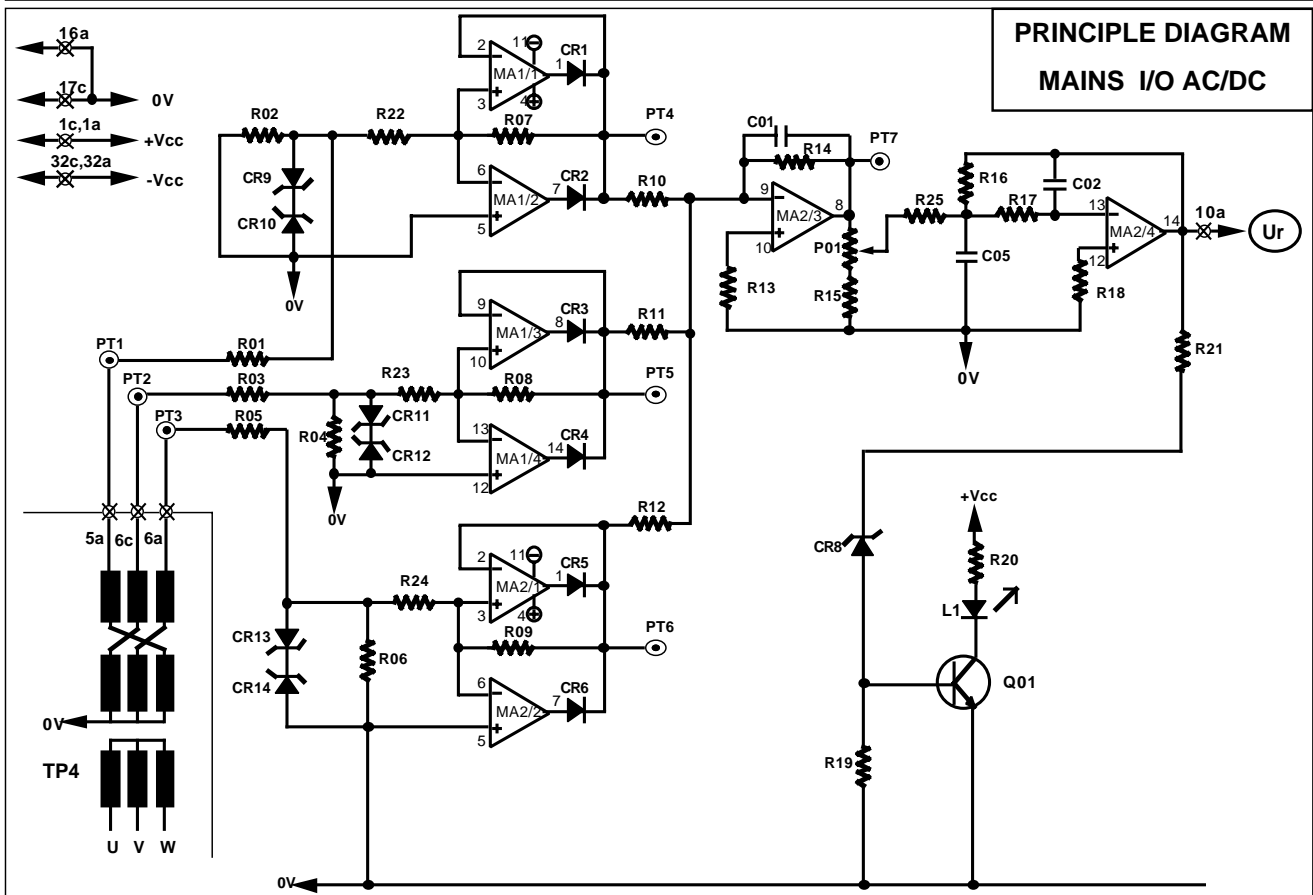 PRINCIPLE DIAGRAM
MAINS I/O AC/DC
16a
17c
0V
1c,1a
+Vcc
32c,32a
-Vcc
R02
R22
CR9
CR10
0V
2
11
MA1/1
1
CR1
3
4
R07
PT4
6
MA1/2
7
CR2
5
R10
C01
R14
PT7
9
MA2/3
8
10
P01
R13
R15
R25
R16
R17
C02
C05
13
MA2/4
14
12
R18
10a
Ur
0V
R21
PT1
R01
PT2
R03
PT3
R05
R23
R04
CR11
CR12
0V
9
MA1/3
8
CR3
10
R11
R08
PT5
13
MA1/4
14
CR4
12
R12
5a
6c
6a
0V
TP4
U
V
W
CR13
CR14
R24
R06
2
11
MA2/1
1
CR5
3
4
R09
PT6
6
MA2/2
7
CR6
5
CR8
+Vcc
R20
L1
Q01
R19
0V